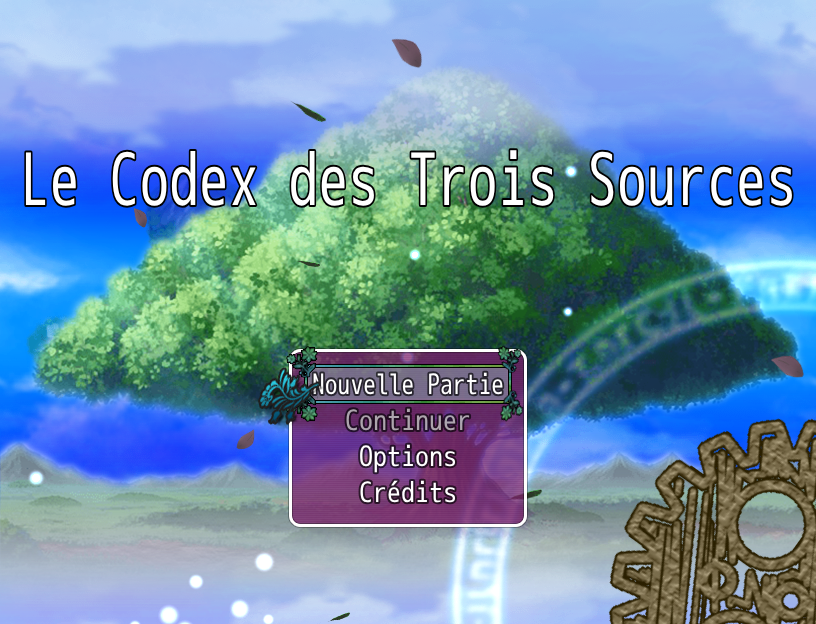 Le Codex des Trois Sources
Nouvelle Partie
Continuer
Options
Crédits